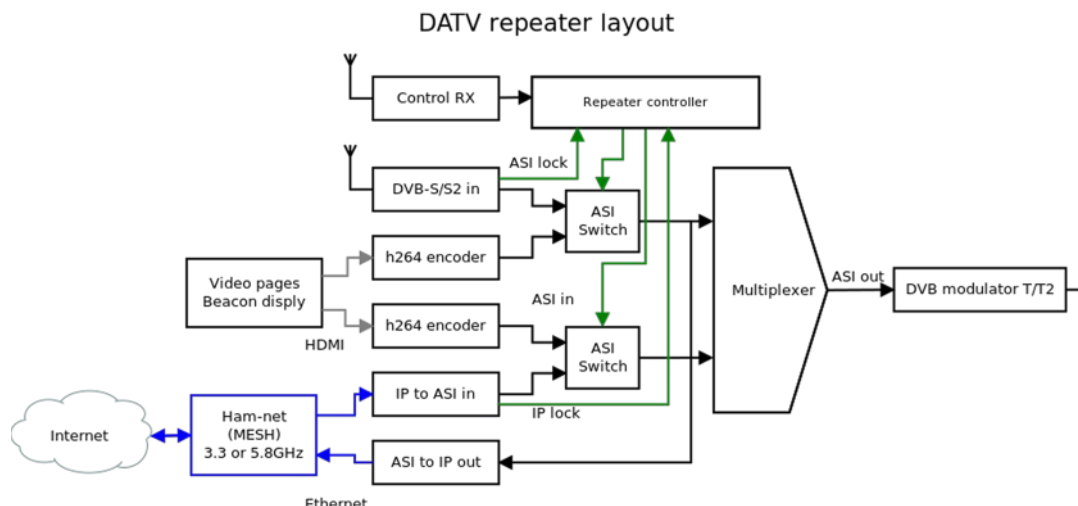 DATV repeater layout
Control RX
Repeater controller
ASI lock
DVB-S/S2 in
ASI
Switch
h264 encoder
Video pages
Beacon disply
Multiplexer
ASI out
DVB modulator T/T2
ASI in
h264 encoder
HDMI
ASI
Switch
IP to ASI in
IP lock
Ham-net
(MESH)
3.3 or 5.8GHz
Internet
ASI to IP out
Ethernet